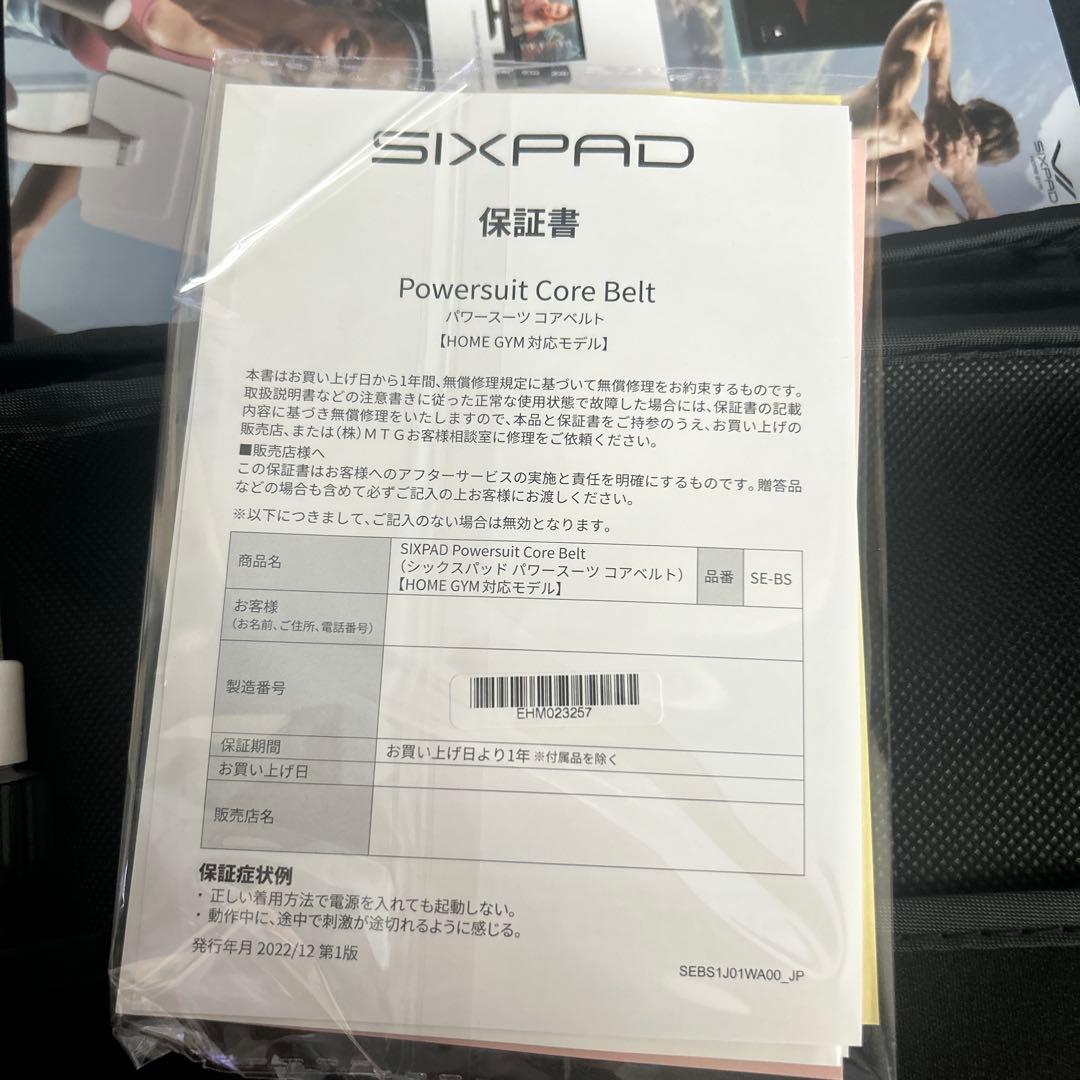 SIXPAD
SIXPAD
保証書
Powersuit Core Belt
パワースーツ コアベルト
【HOME GYM対応モデル】
本書はお買い上げ日から1年間、無償修理規定に基づいて無償修理をお約束するものです。
取扱説明書などの注意書きに従った正常な使用状態で故障した場合には、保証書の記載
内容に基づき無償修理をいたしますので、本品と保証書をご持参のうえ、お買い上げの
販売店、または(株)MTGお客様相談室に修理をご依頼ください。
■販売店様へ
この保証書はお客様へのアフターサービスの実施と責任を明確にするものです。贈答品
などの場合も含めて必ずご記入の上お客様にお渡しください。
※以下につきまして、ご記入のない場合は無効となります。
商品名
SIXPAD Powersuit Core Belt
(シックスパッド パワースーツ コアベルト)
【HOME GYM対応モデル】
品番
SE-BS
お客様
(お名前、ご住所、電話番号)
製造番号
EHM023257
保証期間
お買い上げ日より1年 ※付属品を除く
お買い上げ日
販売店名
保証症状例
・正しい着用方法で電源を入れても起動しない。
・動作中に、途中で刺激が途切れるように感じる。
発行年月 2022/12 第1版
SEBS1J01WA00_JP